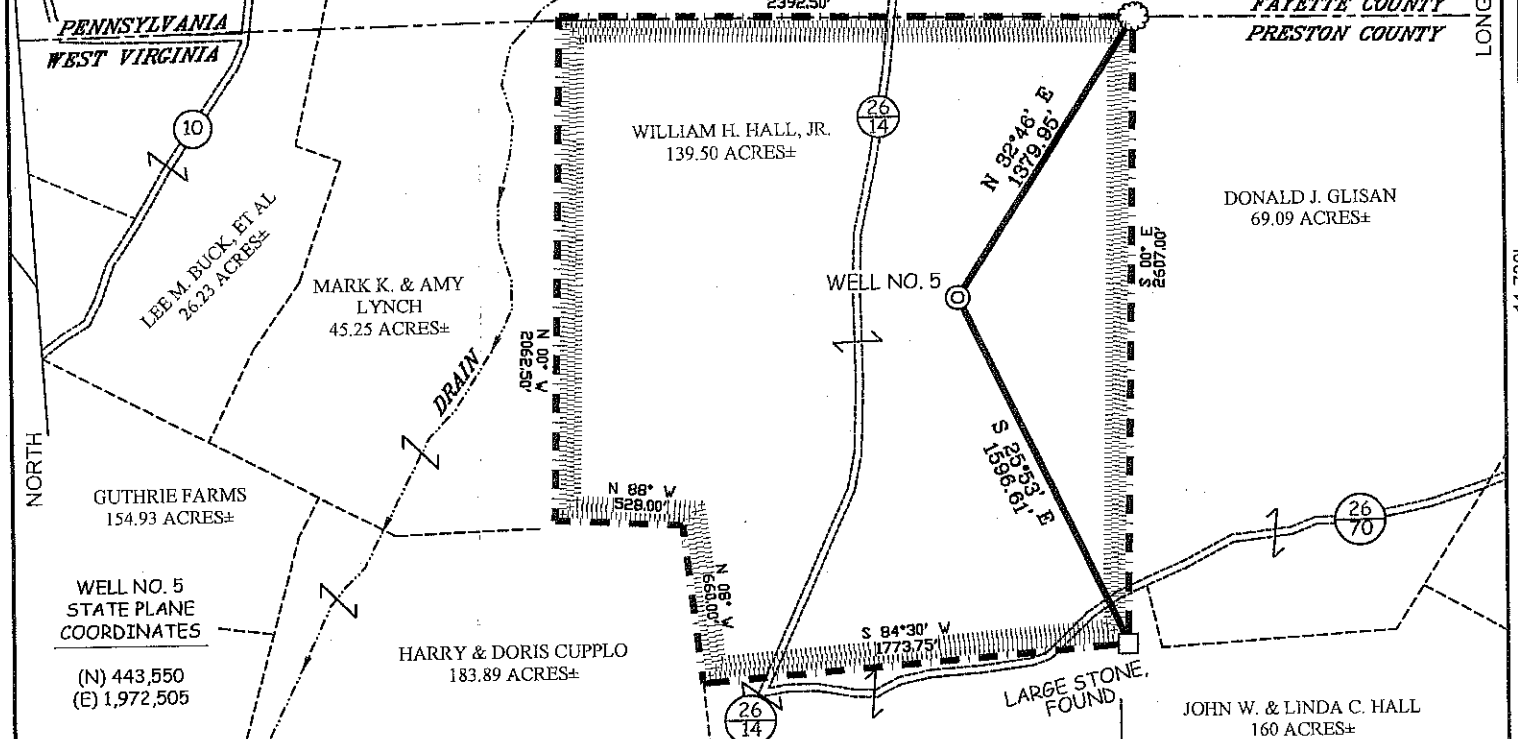 2392.50'
PENNSYLVANIA
WEST VIRGINIA
FAYETTE COUNTY
PRESTON COUNTY
LONG
10
26
14
WILLIAM H. HALL, JR.
139.50 ACRES±
N 32°46' E
1379.95'
DONALD J. GLISAN
69.09 ACRES±
LEE M. BUCK, ET AL
26.23 ACRES±
MARK K. & AMY
LYNCH
45.25 ACRES±
WELL NO. 5
S 00° E
2607.00'
N 00° W
2062.50'
DRAIN
NORTH
S 25°53' E
1596.61'
GUTHRIE FARMS
154.93 ACRES±
N 88° W
528.00'
26
70
WELL NO. 5
STATE PLANE
COORDINATES
(N) 443,550
(E) 1,972,505
N 08° W
660.00'
HARRY & DORIS CUPPLO
183.89 ACRES±
S 84°30' W
1773.75'
LARGE STONE,
FOUND
26
14
JOHN W. & LINDA C. HALL
160 ACRES±